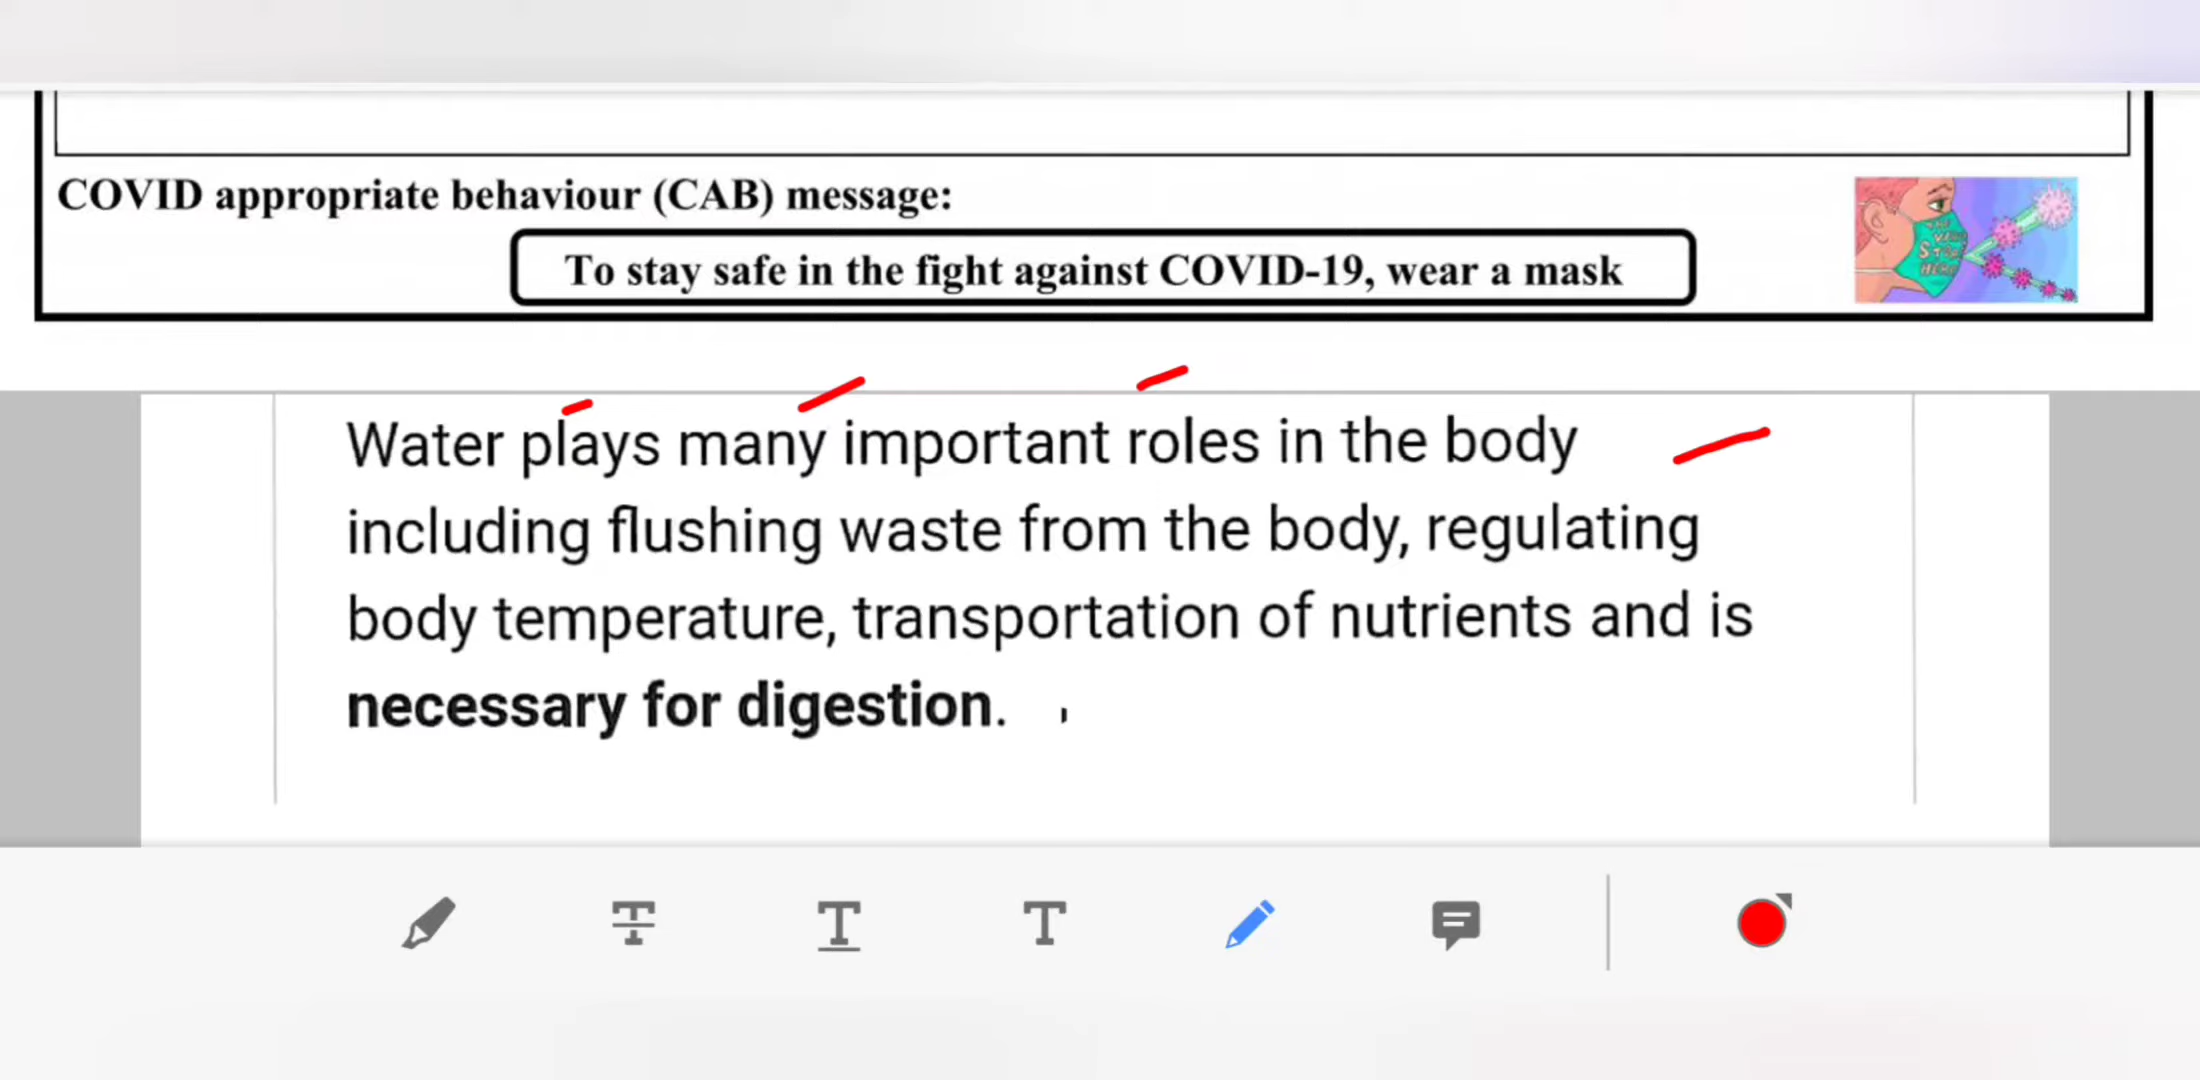 COVID appropriate behaviour (CAB) message:
To stay safe in the fight against COVID-19, wear a mask
Water plays many important roles in the body
including flushing waste from the body, regulating
body temperature, transportation of nutrients and is
necessary for digestion.